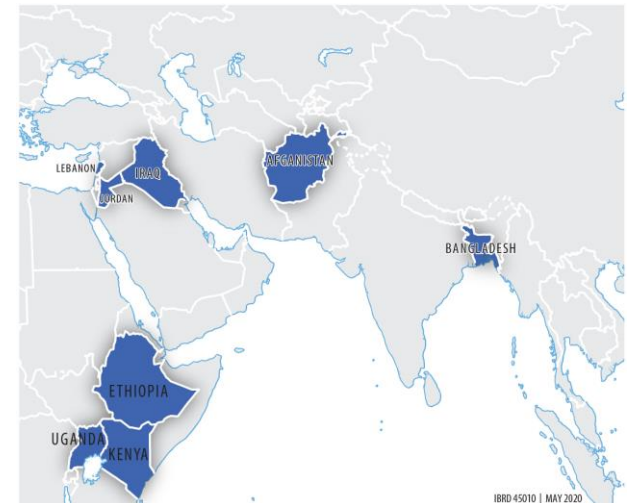 LEBANON
IRAQ
JORDAN
AFGANISTAN
BANGLADESH
ETHIOPIA
UGANDA
KENYA
IBRD 45010 | MAY 2020